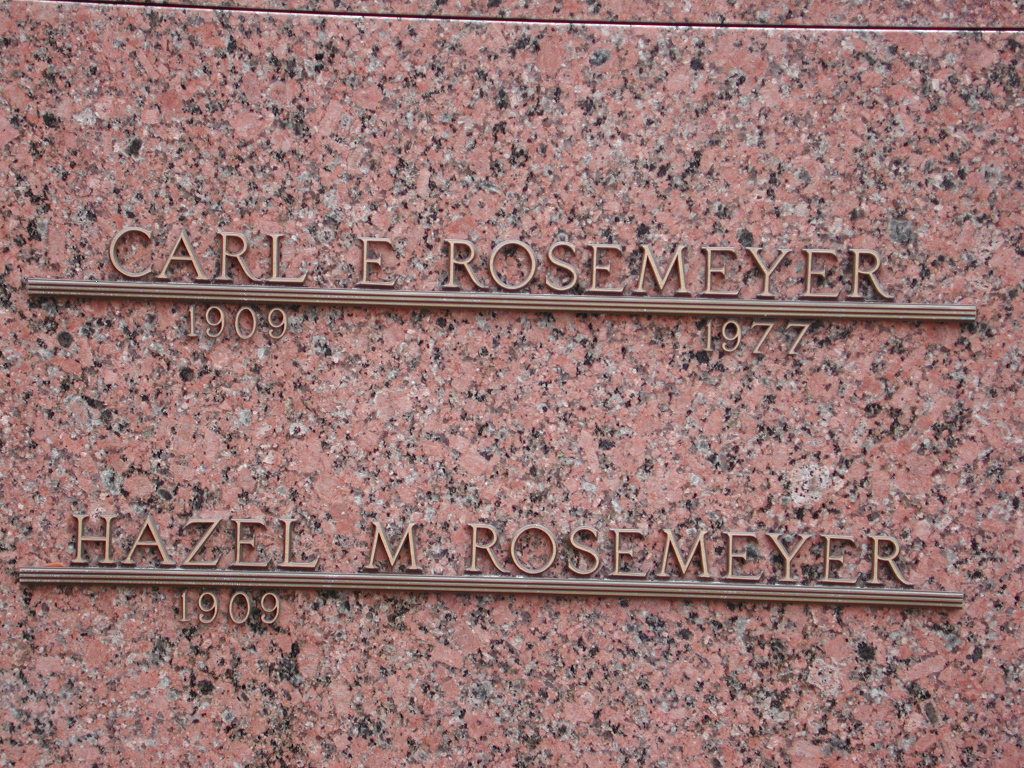 CARL E ROSEMEYER
1909 1977
HAZEL M ROSEMEYER
1909